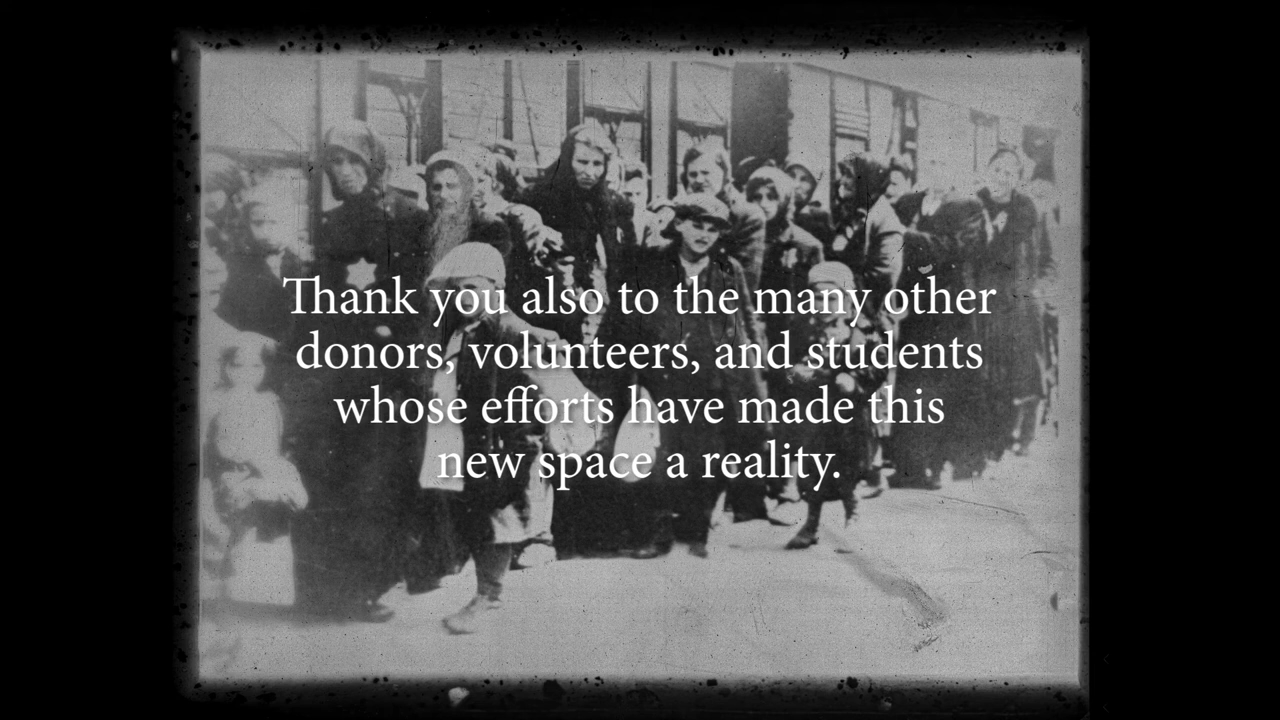 Thank you also to the many other
donors, volunteers, and students
whose efforts have made this
new space a reality.